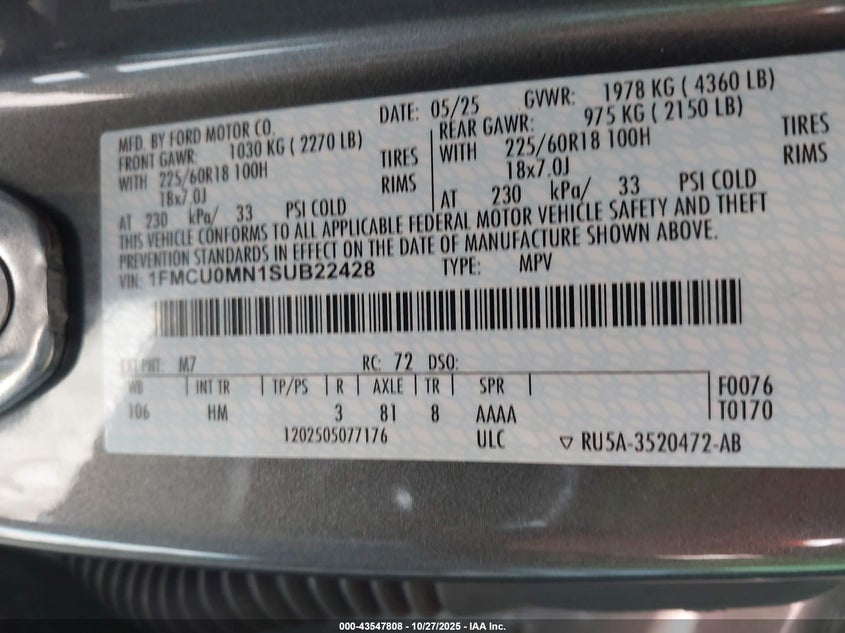 MFD. BY FORD MOTOR CO.
DATE: 05/25 GVWR: 1978 KG ( 4360 LB)
FRONT GAWR: 1030 KG ( 2270 LB)
WITH 225/60R18 100H TIRES
18x7.0J RIMS
AT 230 kPa/ 33 PSI COLD
REAR GAWR: 975 KG ( 2150 LB)
WITH 225/60R18 100H TIRES
18x7.0J RIMS
AT 230 kPa/ 33 PSI COLD
THIS VEHICLE CONFORMS TO ALL APPLICABLE FEDERAL MOTOR VEHICLE SAFETY AND THEFT
PREVENTION STANDARDS IN EFFECT ON THE DATE OF MANUFACTURE SHOWN ABOVE.
VIN: 1FMCU0MN1SUB22428 TYPE: MPV
EXT PNT: M7 RC: 72 DSO:
WB INT TR TP/PS R AXLE TR SPR F0076
106 HM 3 81 8 AAAA T0170
1202505077176 ULC ▽ RU5A-3520472-AB
000-43547808 | 10/27/2025 | IAA Inc.